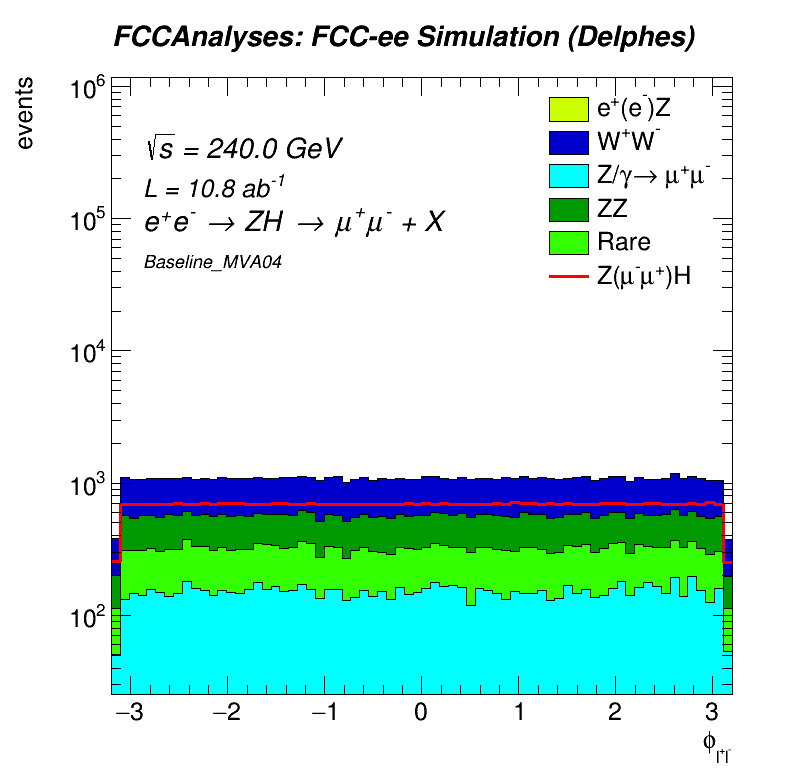 FCCAnalyses: FCC-ee Simulation (Delphes)
events
10⁶
10⁵
10⁴
10³
10²
√s = 240.0 GeV
L = 10.8 ab⁻¹
e⁺e⁻ → ZH → μ⁺μ⁻ + X
Baseline_MVA04
e⁺(e⁻)Z
W⁺W⁻
Z/γ→ μ⁺μ⁻
ZZ
Rare
Z(μ⁻μ⁺)H
−3 −2 −1 0 1 2 3
ϕ_l⁺l⁻